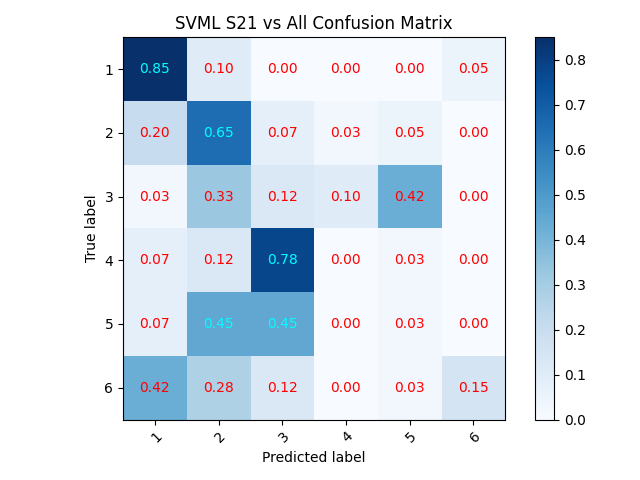 SVML S21 vs All Confusion Matrix
1 0.85 0.10 0.00 0.00 0.00 0.05
2 0.20 0.65 0.07 0.03 0.05 0.00
3 0.03 0.33 0.12 0.10 0.42 0.00
4 0.07 0.12 0.78 0.00 0.03 0.00
5 0.07 0.45 0.45 0.00 0.03 0.00
6 0.42 0.28 0.12 0.00 0.03 0.15
1 2 3 4 5 6
Predicted label
True label
0.8
0.7
0.6
0.5
0.4
0.3
0.2
0.1
0.0